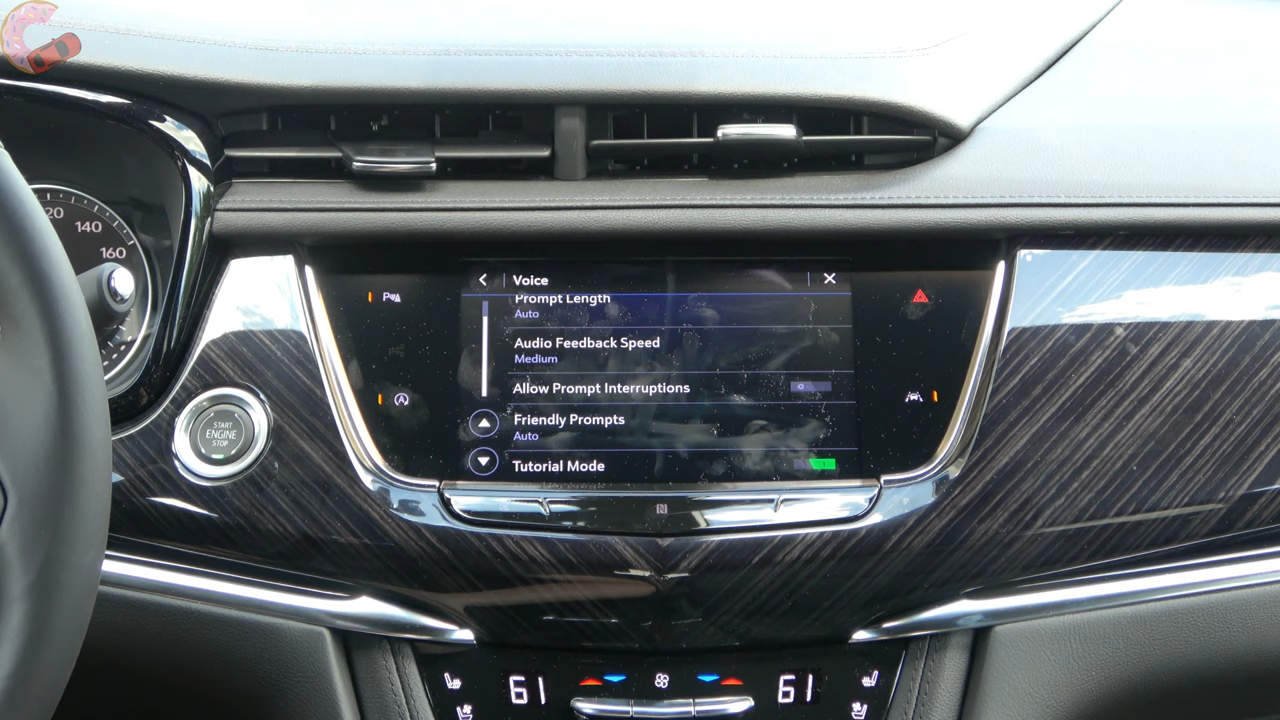 20
140
160
Voice
Prompt Length
Auto
Audio Feedback Speed
Medium
Allow Prompt Interruptions
Friendly Prompts
Auto
Tutorial Mode
START
ENGINE
STOP
P
A
61
61